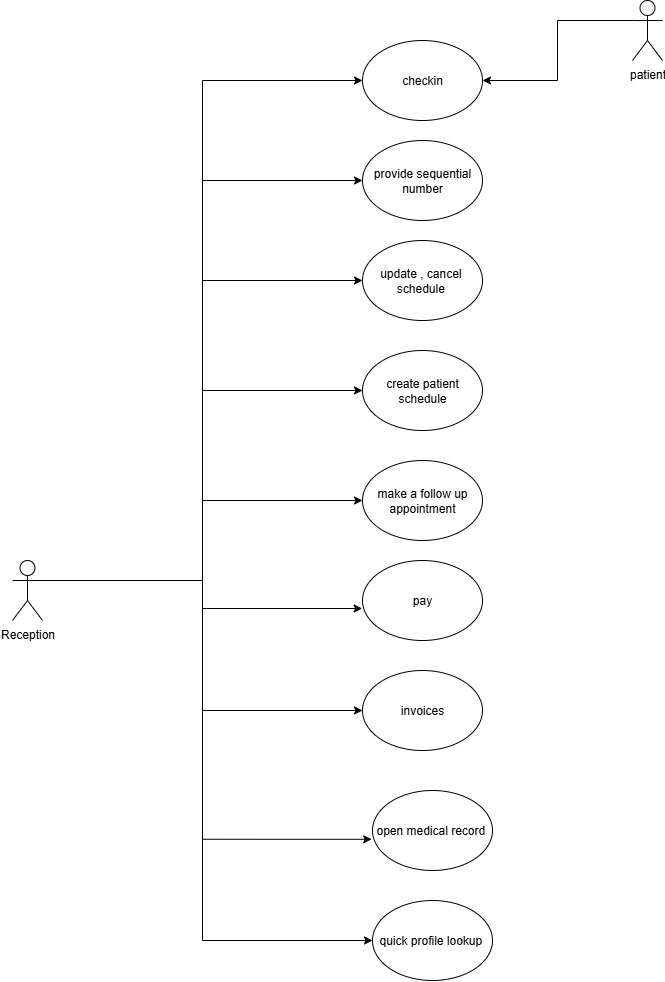 patient
checkin
provide sequential
number
update , cancel
schedule
create patient
schedule
make a follow up
appointment
pay
Reception
invoices
open medical record
quick profile lookup